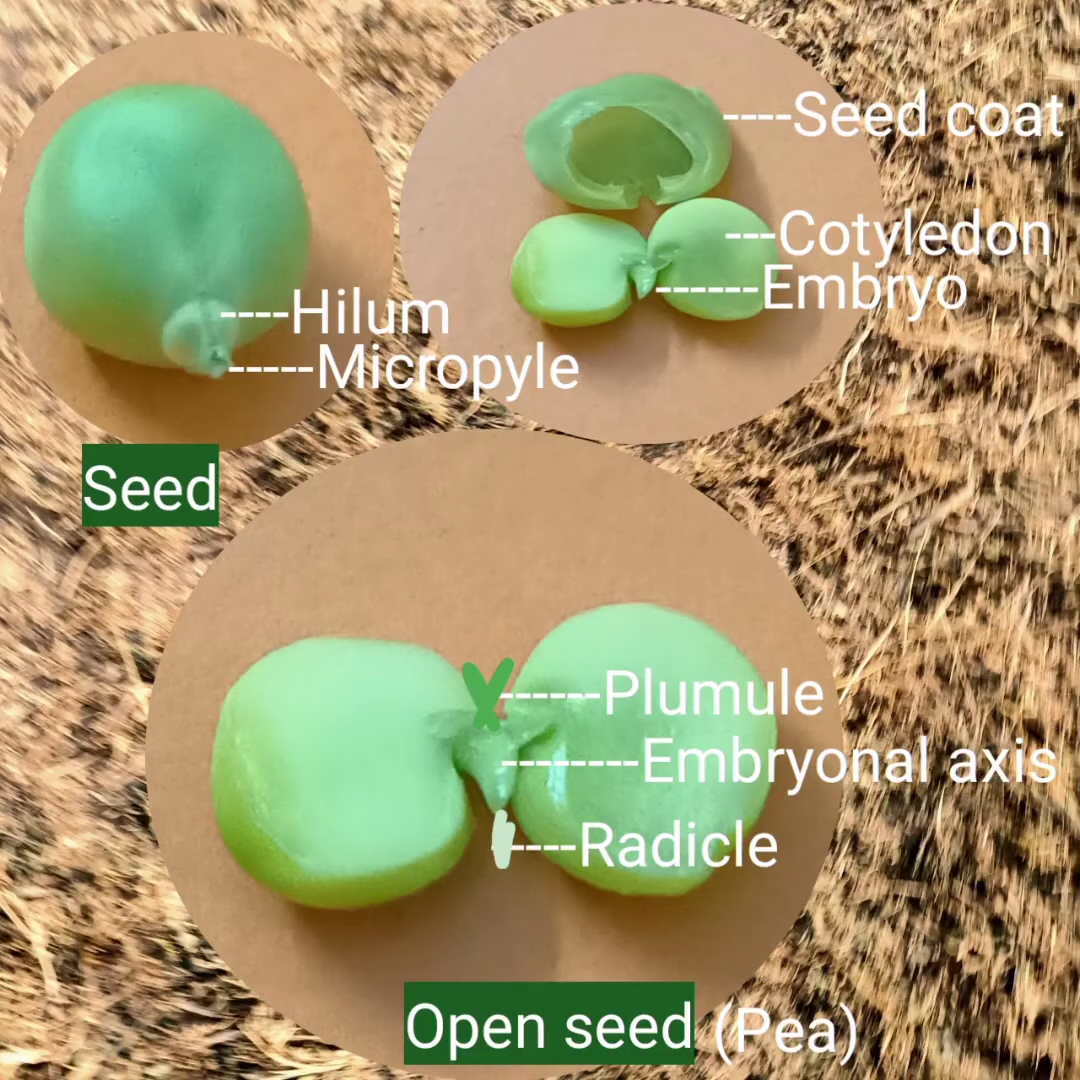 ----Seed coat
---Cotyledon
------Embryo
----Hilum
-----Micropyle
Seed
------Plumule
--------Embryonal axis
----Radicle
Open seed (Pea)